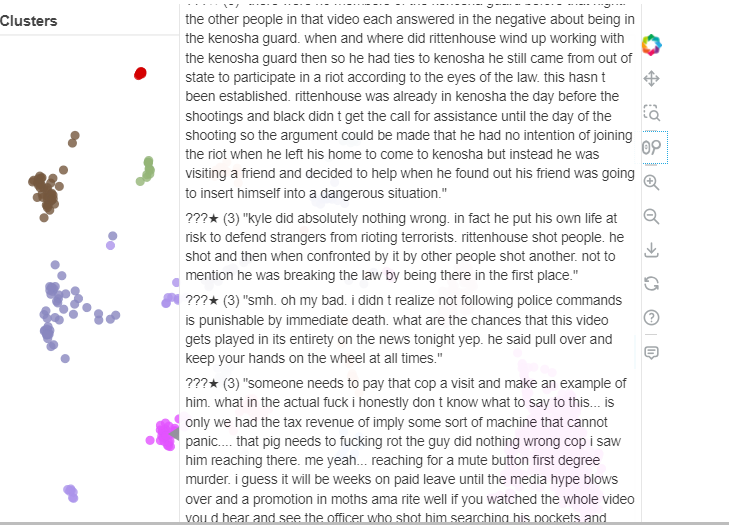 Clusters
the other people in that video each answered in the negative about being in
the kenosha guard. when and where did rittenhouse wind up working with
the kenosha guard then so he had ties to kenosha he still came from out of
state to participate in a riot according to the eyes of the law. this hasn t
been established. rittenhouse was already in kenosha the day before the
shootings and black didn t get the call for assistance until the day of the
shooting so the argument could be made that he had no intention of joining
the riot when he left his home to come to kenosha but instead he was
visiting a friend and decided to help when he found out his friend was going
to insert himself into a dangerous situation."
???★ (3) "kyle did absolutely nothing wrong. in fact he put his own life at
risk to defend strangers from rioting terrorists. rittenhouse shot people. he
shot and then when confronted by it by other people shot another. not to
mention he was breaking the law by being there in the first place."
???★ (3) "smh. oh my bad. i didn t realize not following police commands
is punishable by immediate death. what are the chances that this video
gets played in its entirety on the news tonight yep. he said pull over and
keep your hands on the wheel at all times."
???★ (3) "someone needs to pay that cop a visit and make an example of
him. what in the actual fuck i honestly don t know what to say to this... is
only we had the tax revenue of imply some sort of machine that cannot
panic.... that pig needs to fucking rot the guy did nothing wrong cop i saw
him reaching there. me yeah... reaching for a mute button first degree
murder. i guess it will be weeks on paid leave until the media hype blows
over and a promotion in moths ama rite well if you watched the whole video
you d hear and see the officer who shot him searching his pockets and